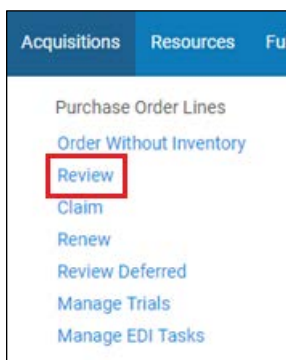 Acquisitions Resources Fu
Purchase Order Lines
Order Without Inventory
Review
Claim
Renew
Review Deferred
Manage Trials
Manage EDI Tasks